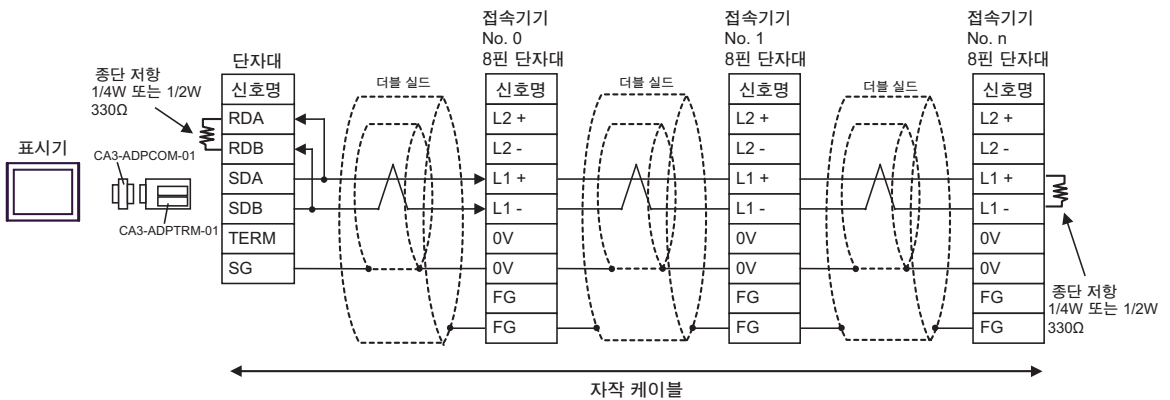 표시기
CA3-ADPCOM-01
CA3-ADPTRM-01
종단 저항
1/4W 또는 1/2W
330Ω
단자대
신호명
RDA
RDB
SDA
SDB
TERM
SG
더블 실드
접속기기
No. 0
8핀 단자대
신호명
L2 +
L2 -
L1 +
L1 -
0V
0V
FG
FG
더블 실드
접속기기
No. 1
8핀 단자대
신호명
L2 +
L2 -
L1 +
L1 -
0V
0V
FG
FG
더블 실드
접속기기
No. n
8핀 단자대
신호명
L2 +
L2 -
L1 +
L1 -
0V
0V
FG
FG
종단 저항
1/4W 또는 1/2W
330Ω
자작 케이블